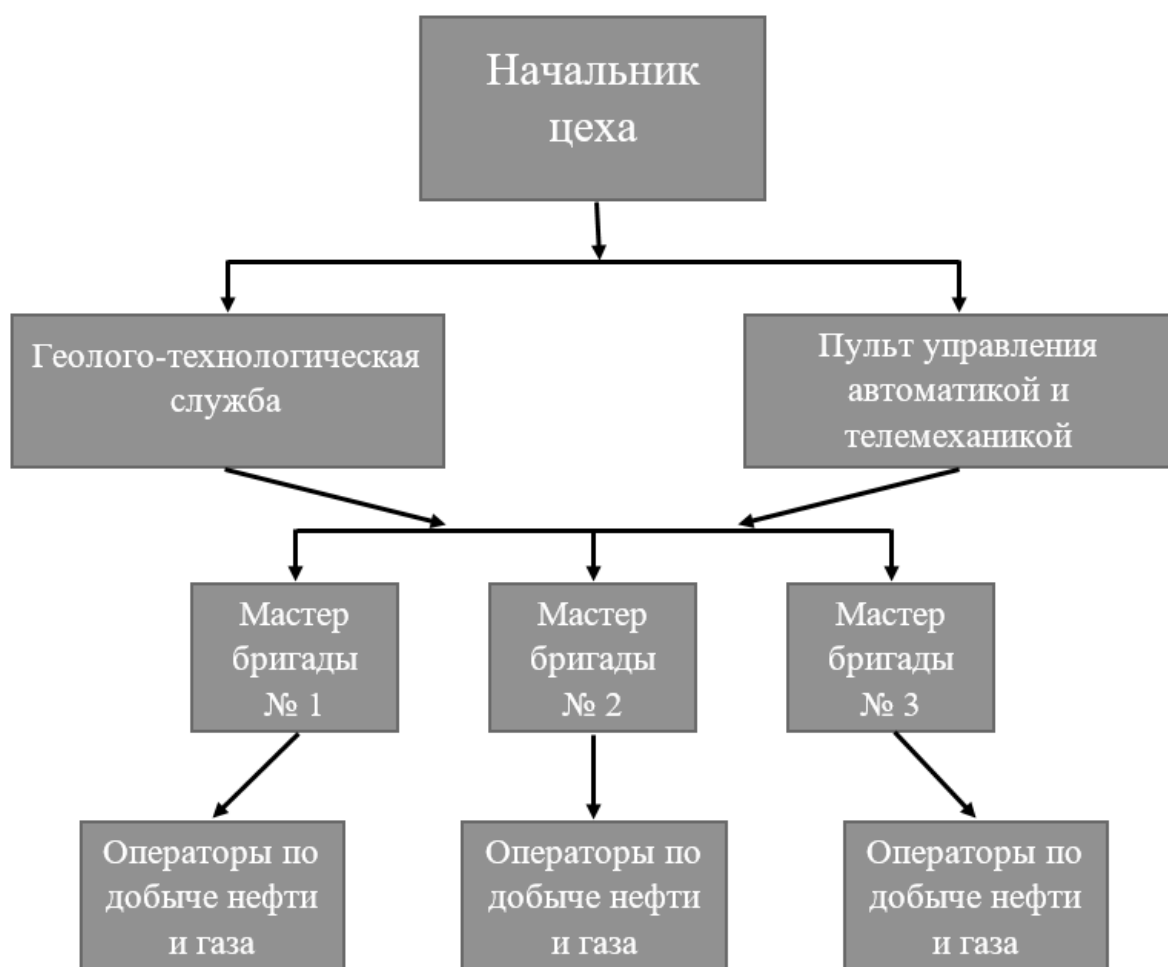 Начальник
цеха
Геолого-технологическая
служба
Пульт управления
автоматикой и
телемеханикой
Мастер
бригады
№ 1
Мастер
бригады
№ 2
Мастер
бригады
№ 3
Операторы по
добыче нефти
и газа
Операторы по
добыче нефти
и газа
Операторы по
добыче нефти
и газа